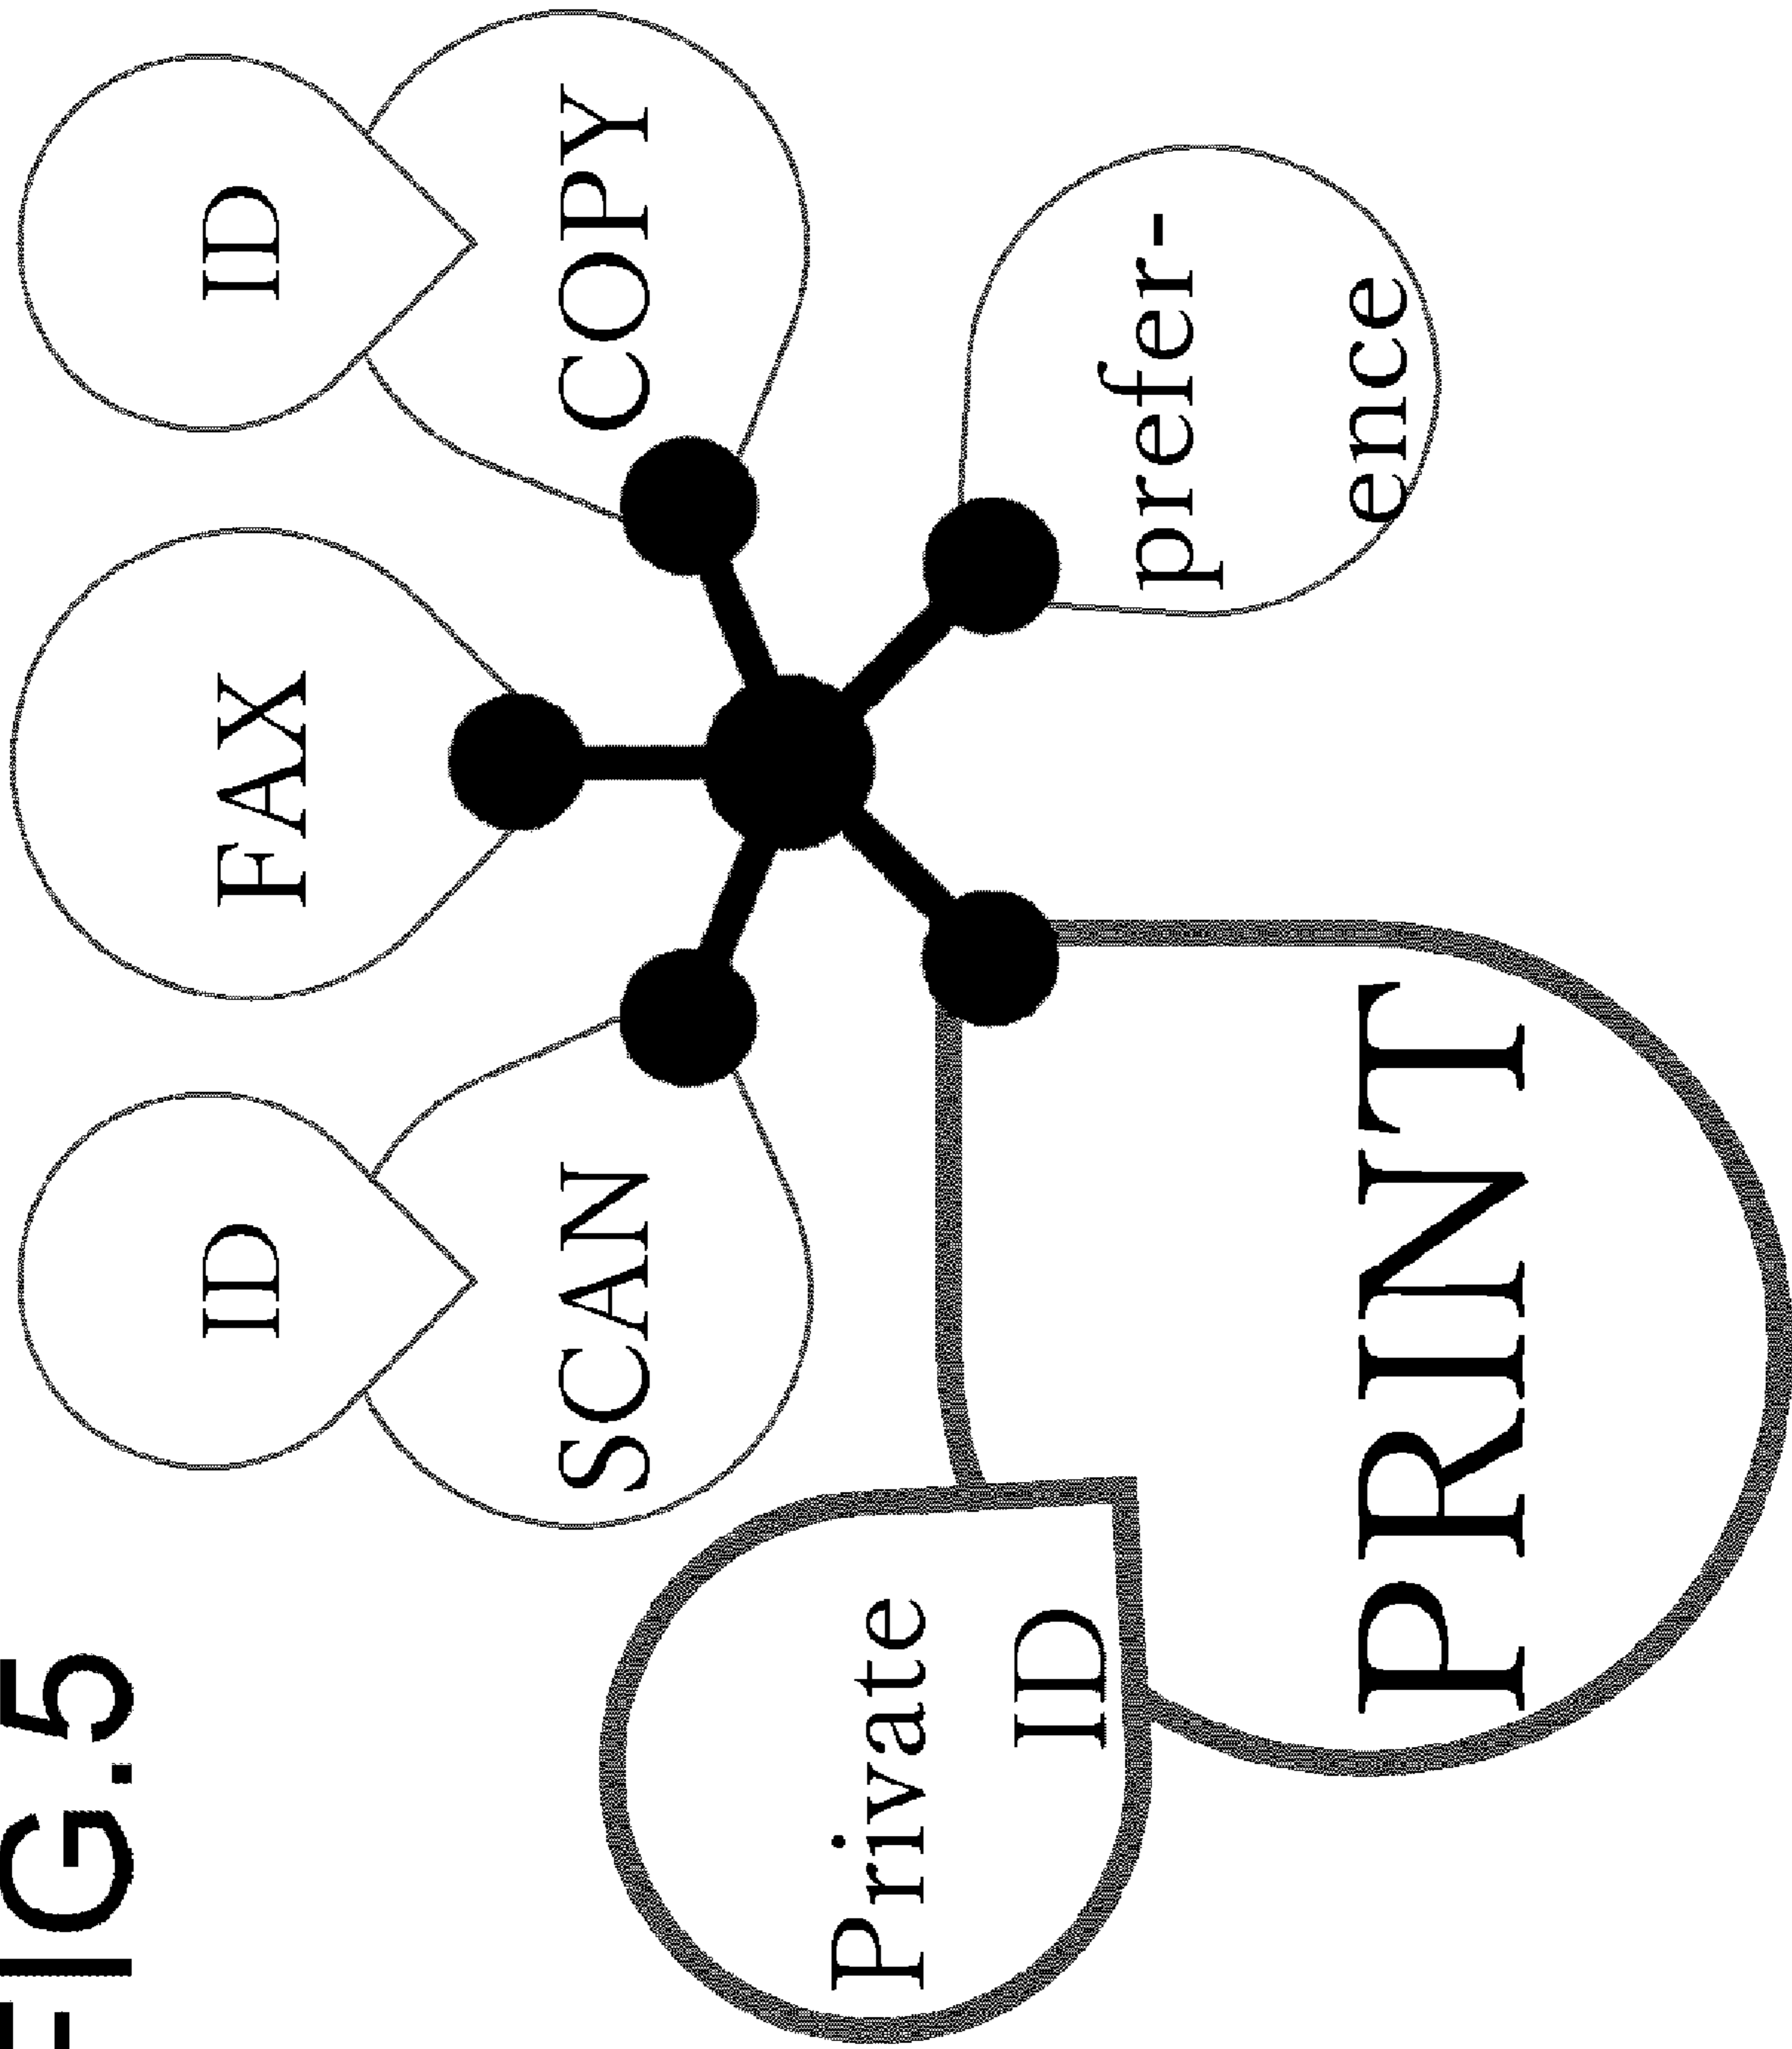 FIG.5
ID
SCAN
FAX
ID
COPY
Private
ID
PRINT
prefer-
ence